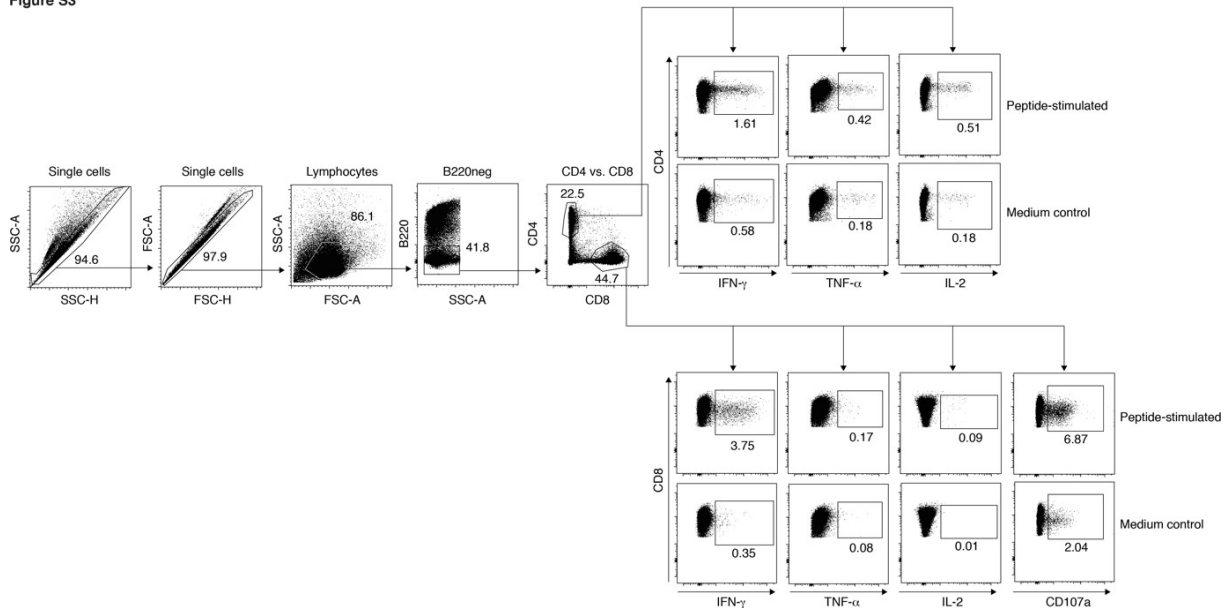 Figure S3
CD4
1.61
0.42
0.51
Peptide-stimulated
0.58
0.18
0.18
Medium control
IFN-γ
TNF-α
IL-2
Single cells
Single cells
Lymphocytes
B220neg
CD4 vs. CD8
SSC-A
94.6
SSC-H
FSC-A
97.9
FSC-H
SSC-A
86.1
FSC-A
B220
41.8
SSC-A
CD4
22.5
44.7
CD8
CD8
3.75
0.17
0.09
6.87
Peptide-stimulated
0.35
0.08
0.01
2.04
Medium control
IFN-γ
TNF-α
IL-2
CD107a